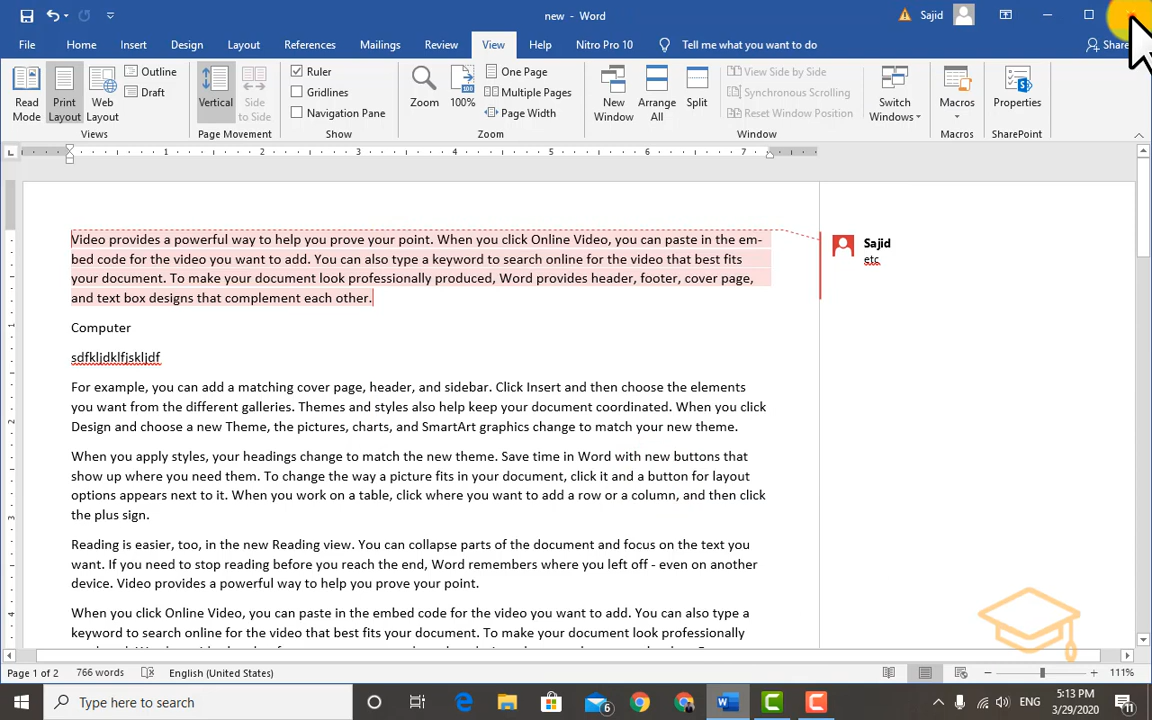 new - Word
Sajid
File Home Insert Design Layout References Mailings Review View Help Nitro Pro 10 Tell me what you want to do Share
Read Mode
Print Layout
Web Layout
Outline
Draft
Views
Vertical
Side to Side
Page Movement
Ruler
Gridlines
Navigation Pane
Show
Zoom
100%
One Page
Multiple Pages
Page Width
Zoom
New Window
Arrange All
Split
View Side by Side
Synchronous Scrolling
Reset Window Position
Window
Switch Windows
Macros
Macros
Properties
SharePoint
1 2 3 4 5 6 7
Video provides a powerful way to help you prove your point. When you click Online Video, you can paste in the em-
bed code for the video you want to add. You can also type a keyword to search online for the video that best fits
your document. To make your document look professionally produced, Word provides header, footer, cover page,
and text box designs that complement each other.
Sajid
etc
Computer
sdfkljdklfjskljdf
For example, you can add a matching cover page, header, and sidebar. Click Insert and then choose the elements
you want from the different galleries. Themes and styles also help keep your document coordinated. When you click
Design and choose a new Theme, the pictures, charts, and SmartArt graphics change to match your new theme.
When you apply styles, your headings change to match the new theme. Save time in Word with new buttons that
show up where you need them. To change the way a picture fits in your document, click it and a button for layout
options appears next to it. When you work on a table, click where you want to add a row or a column, and then click
the plus sign.
Reading is easier, too, in the new Reading view. You can collapse parts of the document and focus on the text you
want. If you need to stop reading before you reach the end, Word remembers where you left off - even on another
device. Video provides a powerful way to help you prove your point.
When you click Online Video, you can paste in the embed code for the video you want to add. You can also type a
keyword to search online for the video that best fits your document. To make your document look professionally
Page 1 of 2 766 words English (United States) 111%
Type here to search
6
ENG
5:13 PM
3/29/2020
11